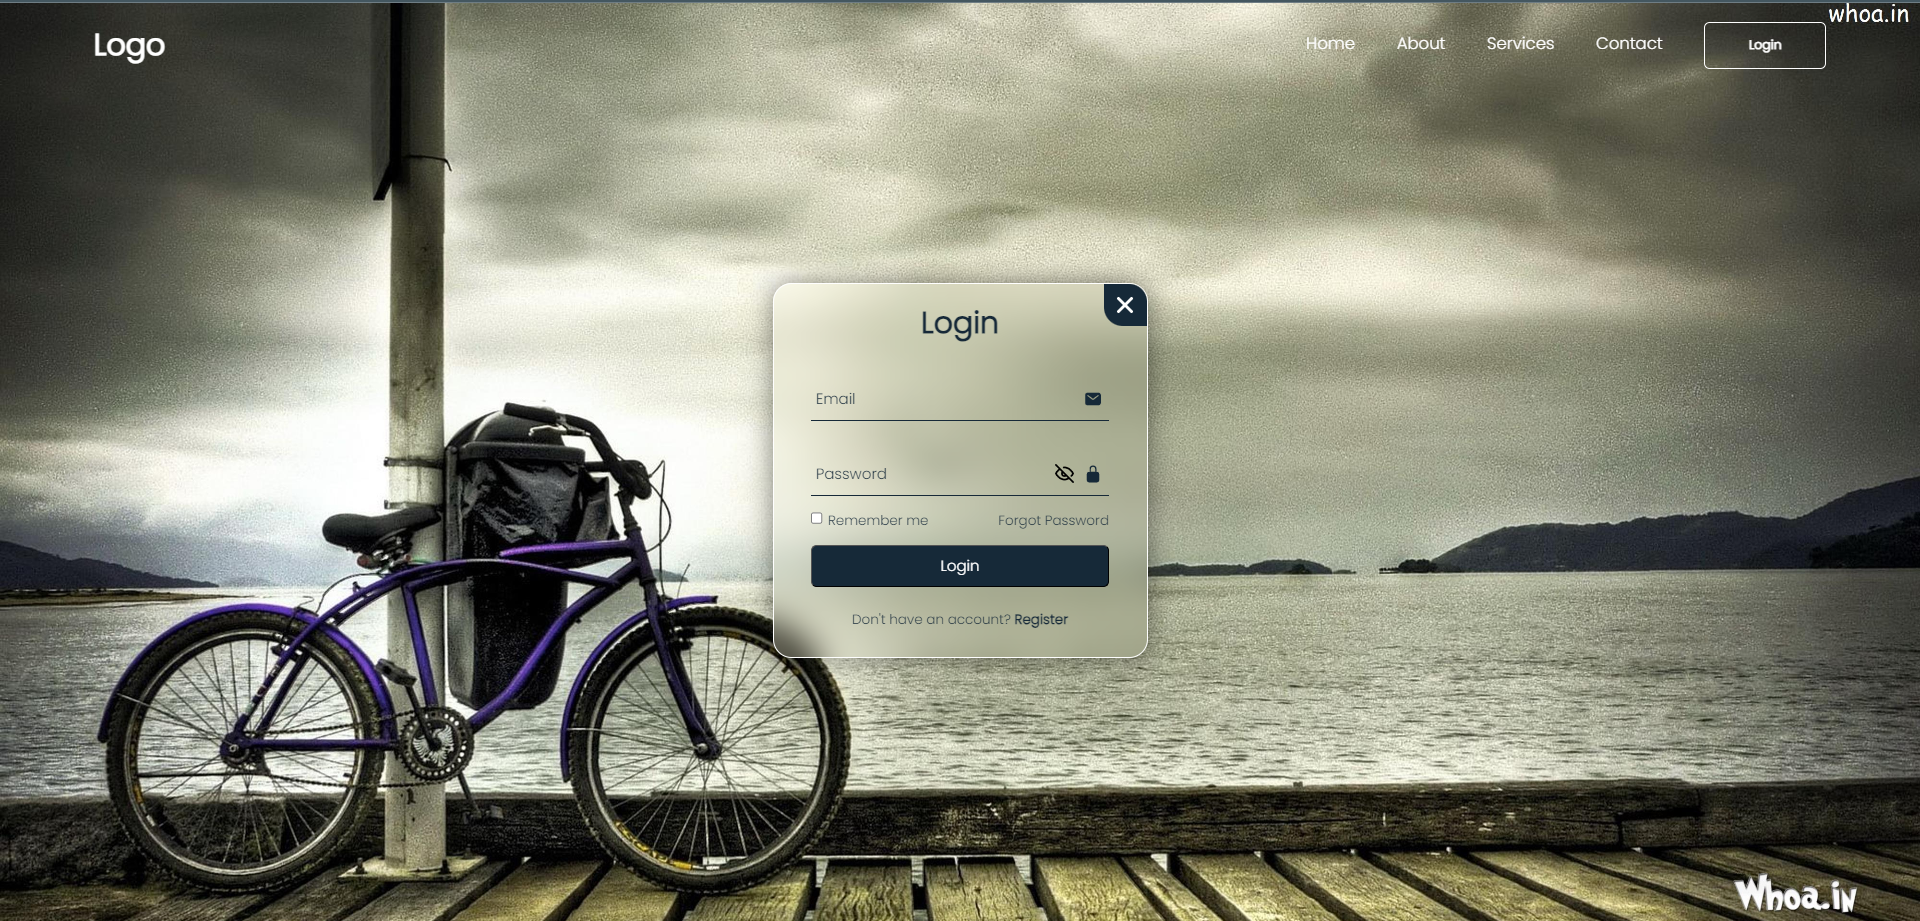 whoa.in
Logo
Home
About
Services
Contact
Login
Login
Email
Password
Remember me
Forgot Password
Login
Don't have an account? Register
Whoa.in